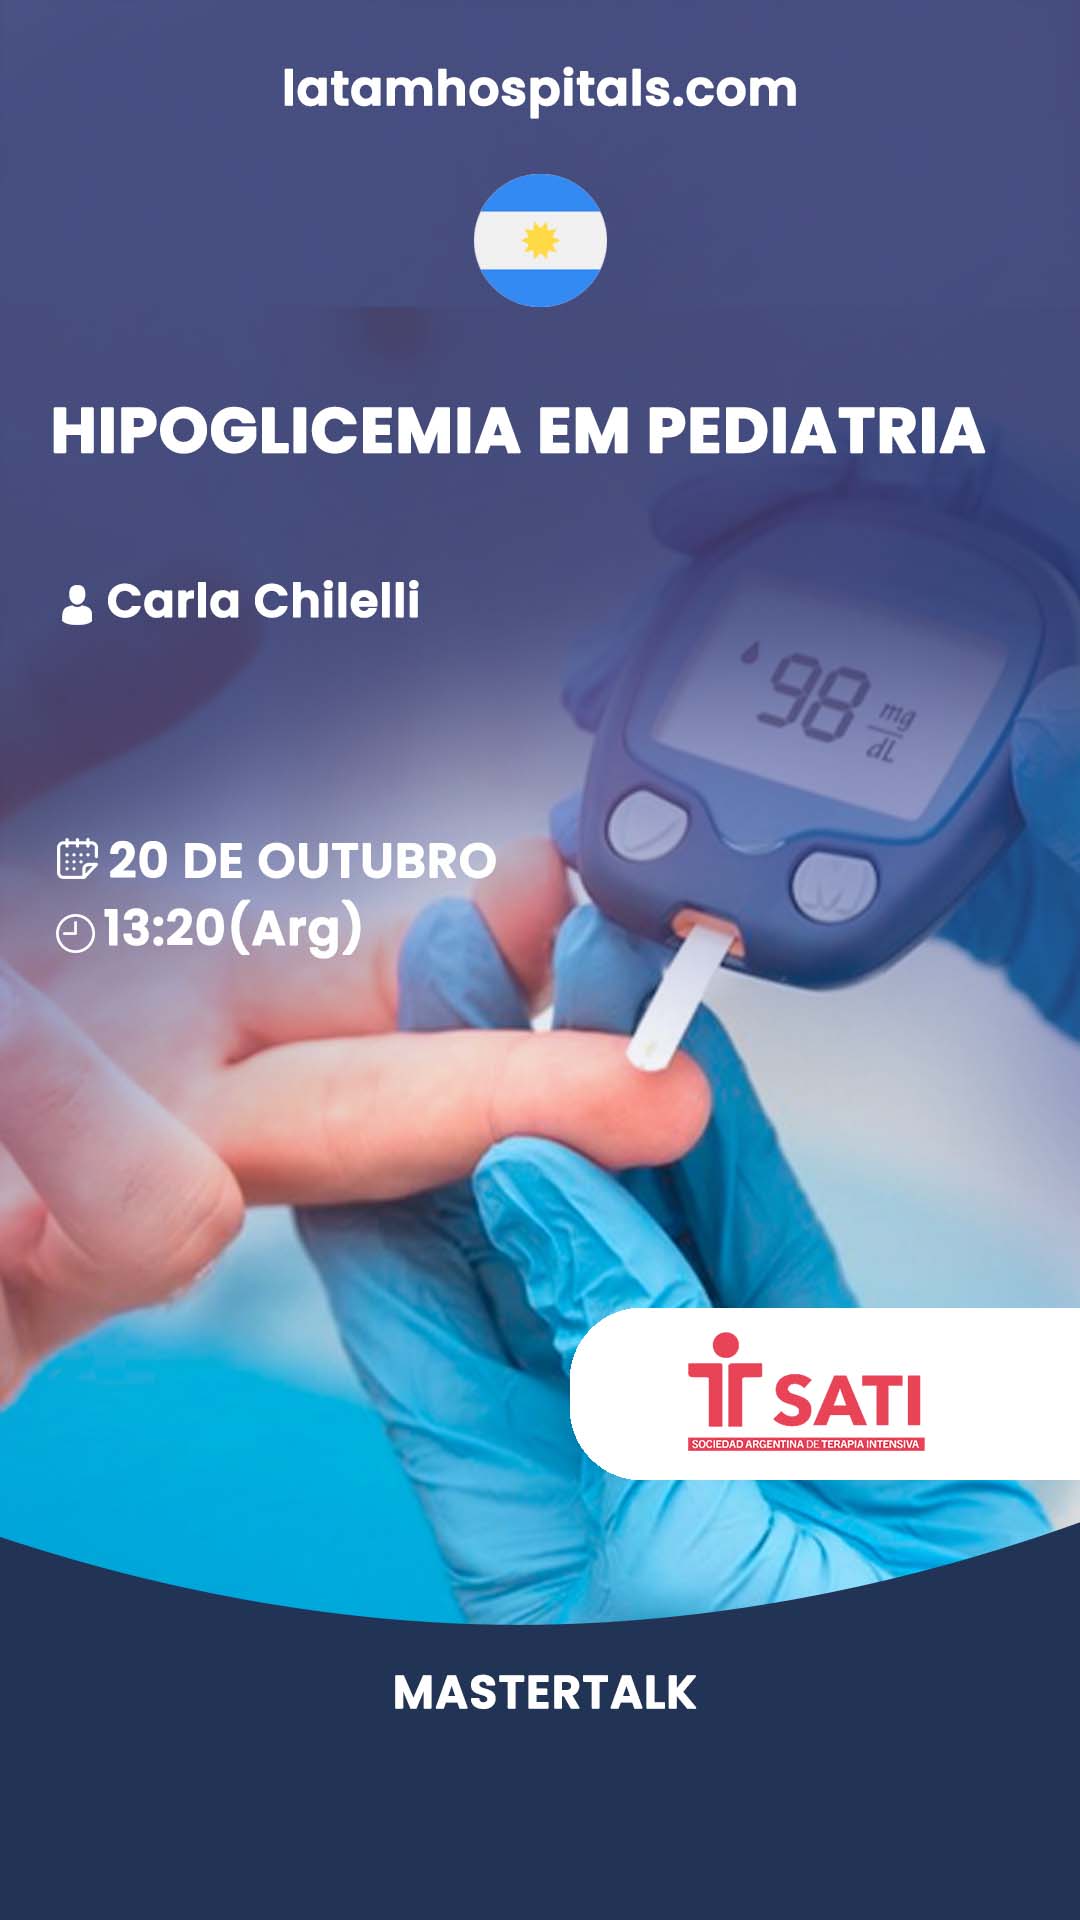 latamhospitals.com
HIPOGLICEMIA EM PEDIATRIA
Carla Chilelli
98 mg/dL
20 DE OUTUBRO
13:20(Arg)
SATI
SOCIEDAD ARGENTINA DE TERAPIA INTENSIVA
MASTERTALK